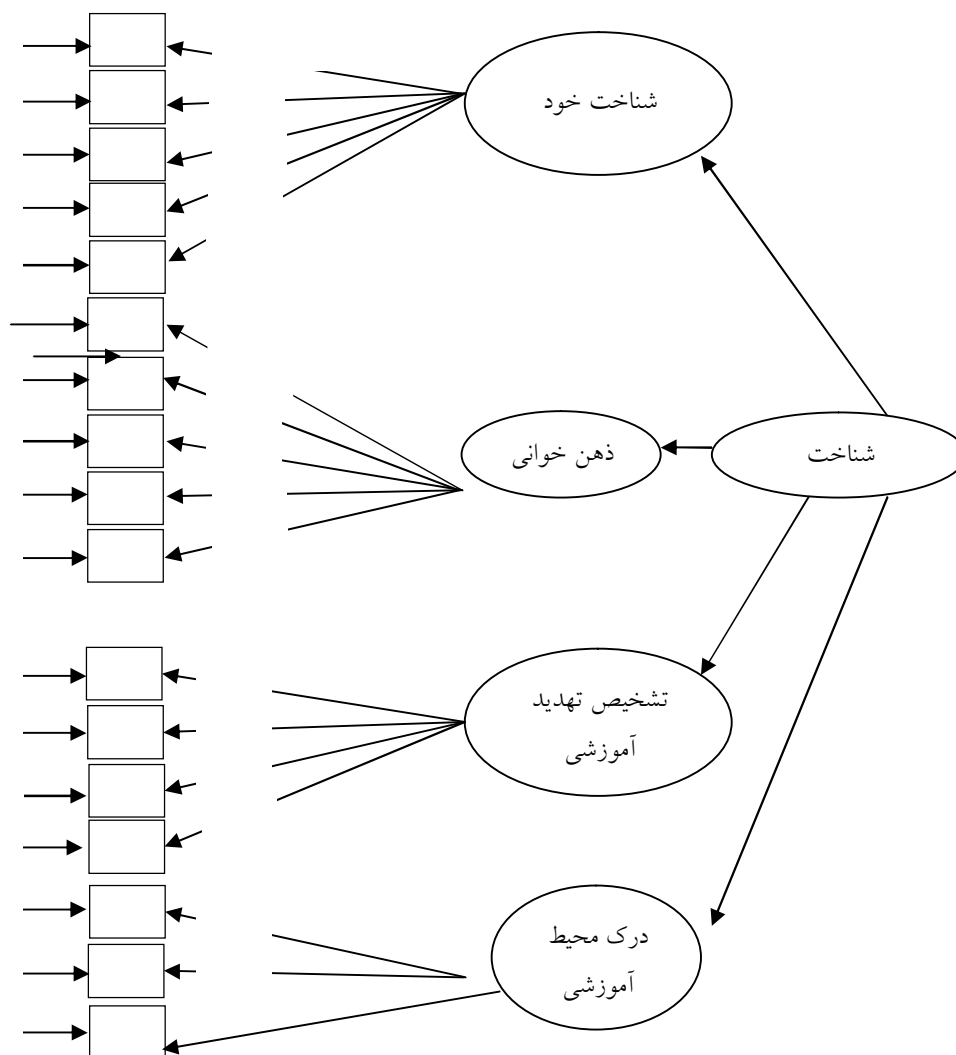 شناخت خود
ذهن خوانی
شناخت
تشخیص تهدید
آموزشی
درک محیط
آموزشی